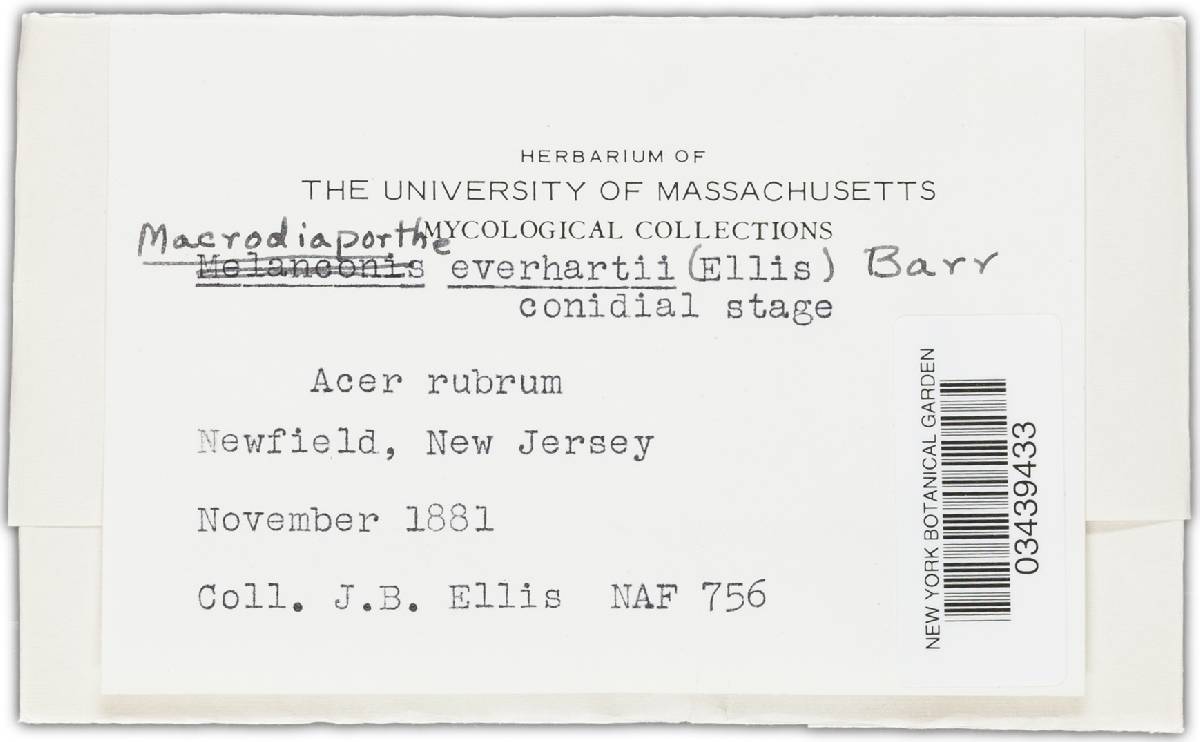 HERBARIUM OF
THE UNIVERSITY OF MASSACHUSETTS
MYCOLOGICAL COLLECTIONS
Macrodiaporthe
Melanconis everhartii (Ellis) Barr
conidial stage
Acer rubrum
Newfield, New Jersey
November 1881
Coll. J.B. Ellis NAF 756
NEW YORK BOTANICAL GARDEN
03439433